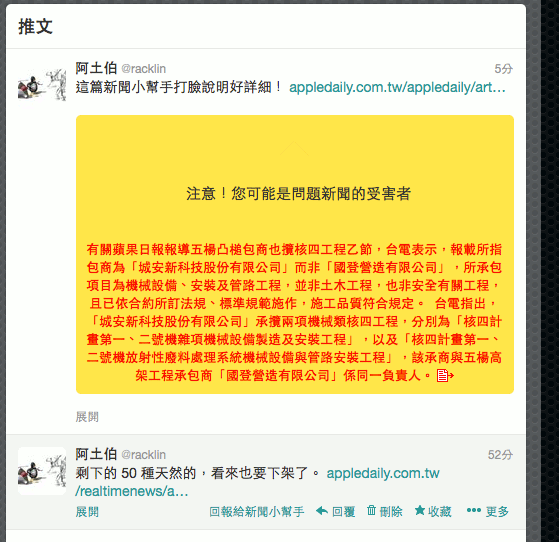 推文
阿土伯 @racklin 5分
這篇新聞小幫手打臉說明好詳細! appledaily.com.tw/appledaily/art…
注意!您可能是問題新聞的受害者
有關蘋果日報報導五楊凸槌包商也攬核四工程乙節,台電表示,報載所指
包商為「城安新科技股份有限公司」而非「國登營造有限公司」,所承包
項目為機械設備、安裝及管路工程,並非土木工程,也非安全有關工程,
且已依合約所訂法規、標準規範施作,施工品質符合規定。 台電指出,
「城安新科技股份有限公司」承攬兩項機械類核四工程,分別為「核四計
畫第一、二號機雜項機械設備製造及安裝工程」,以及「核四計畫第一、
二號機放射性廢料處理系統機械設備與管路安裝工程」,該承商與五楊高
架工程承包商「國登營造有限公司」係同一負責人。
展開
阿土伯 @racklin 52分
剩下的 50 種天然的,看來也要下架了。 appledaily.com.tw
/realtimenews/a…
展開 回報給新聞小幫手 回覆 刪除 收藏 更多